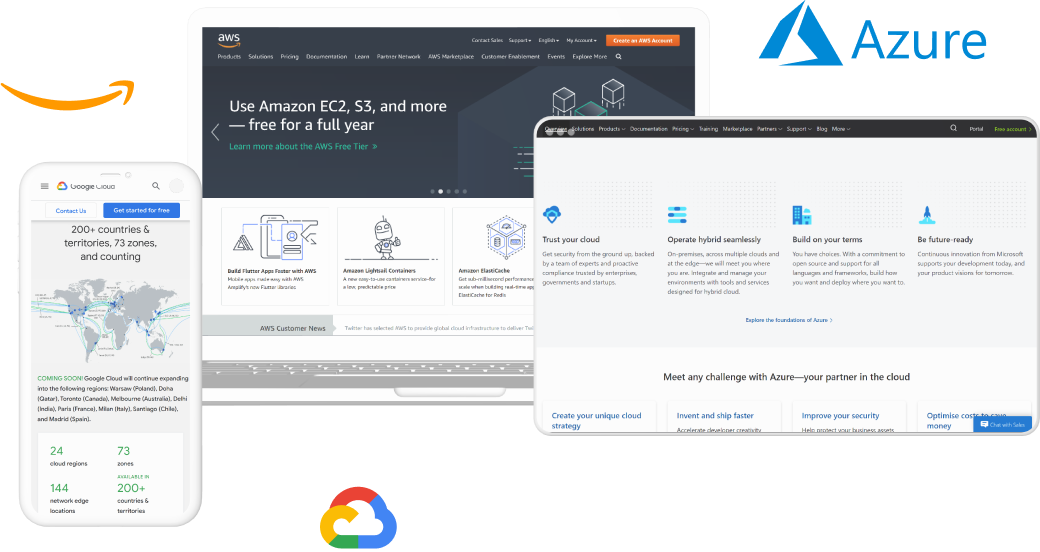 aws
Contact Sales Support English My Account Create an AWS Account
Products Solutions Pricing Documentation Learn Partner Network AWS Marketplace Customer Enablement Events Explore More
Use Amazon EC2, S3, and more
— free for a full year
Learn more about the AWS Free Tier »
Build Flutter Apps Faster with AWS
A new, easy way with AWS
Amplify's now Flutter libraries
Amazon Lightsail Containers
A new easy-to-use containers service–for
a low, predictable price
Amazon ElastiCache
Get sub-millisecond performance
scale when building real-time app
ElastiCache for Redis
AWS Customer News
Twitter has selected AWS to provide global cloud infrastructure to deliver Twi
Azure
Overview Solutions Products Documentation Pricing Training Marketplace Partners Support Blog More Portal Free account
Trust your cloud
Get security from the ground up, backed
by a team of experts and proactive
compliance trusted by enterprises,
governments and startups.
Operate hybrid seamlessly
On-premises, across multiple clouds and
at the edge—we will meet you where
you are. Integrate and manage your
environments with tools and services
designed for hybrid cloud.
Build on your terms
You have choices. With a commitment to
open source and support for all
languages and frameworks, build how
you want and deploy where you want to.
Be future-ready
Continuous innovation from Microsoft
supports your development today, and
your product visions for tomorrow.
Explore the foundations of Azure
Meet any challenge with Azure—your partner in the cloud
Create your unique cloud
strategy
Invent and ship faster
Accelerate developer creativity
Improve your security
Help protect your business assets
Optimise costs to save
money
Chat with Sales
Google Cloud
Contact Us Get started for free
200+ countries &
territories, 73 zones,
and counting
COMING SOON! Google Cloud will continue expanding
into the following regions: Warsaw (Poland), Doha
(Qatar), Toronto (Canada), Melbourne (Australia), Delhi
(India), Paris (France), Milan (Italy), Santiago (Chile),
and Madrid (Spain).
24
cloud regions
73
zones
144
network edge
locations
AVAILABLE IN
200+
countries &
territories